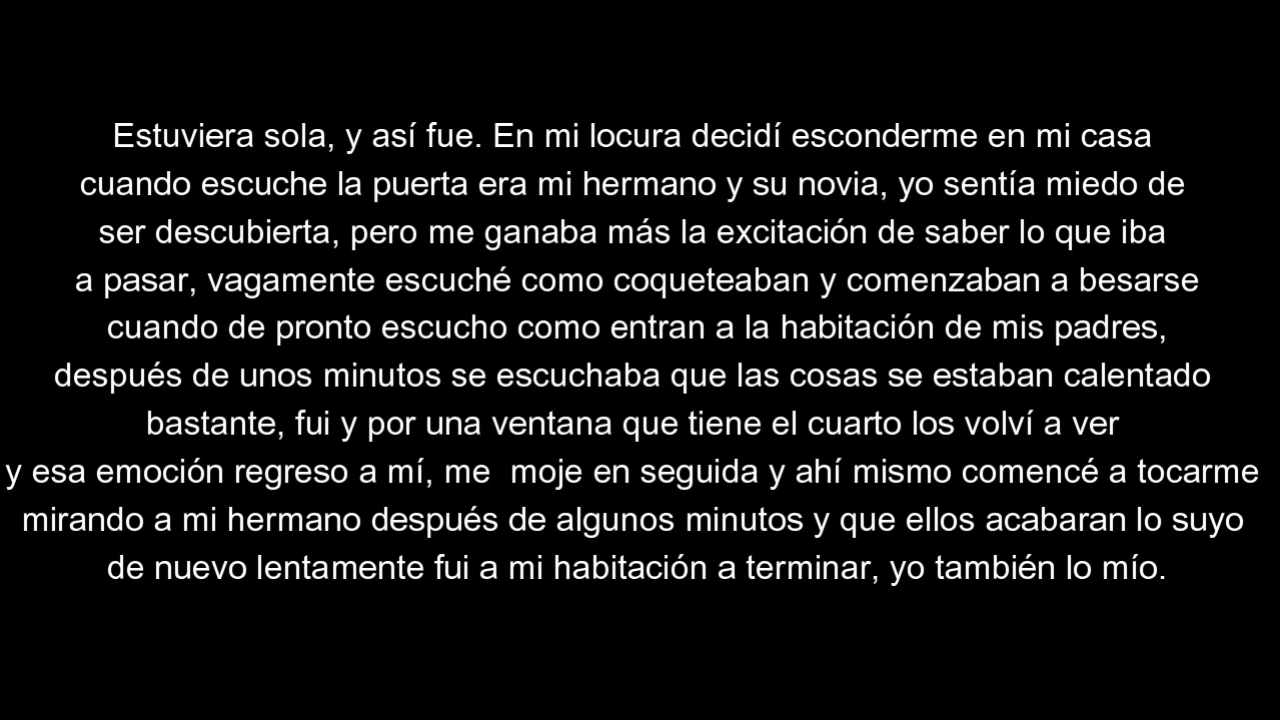 Estuviera sola, y así fue. En mi locura decidí esconderme en mi casa
cuando escuche la puerta era mi hermano y su novia, yo sentía miedo de
ser descubierta, pero me ganaba más la excitación de saber lo que iba
a pasar, vagamente escuché como coqueteaban y comenzaban a besarse
cuando de pronto escucho como entran a la habitación de mis padres,
después de unos minutos se escuchaba que las cosas se estaban calentado
bastante, fui y por una ventana que tiene el cuarto los volví a ver
y esa emoción regreso a mí, me  moje en seguida y ahí mismo comencé a tocarme
mirando a mi hermano después de algunos minutos y que ellos acabaran lo suyo
de nuevo lentamente fui a mi habitación a terminar, yo también lo mío.